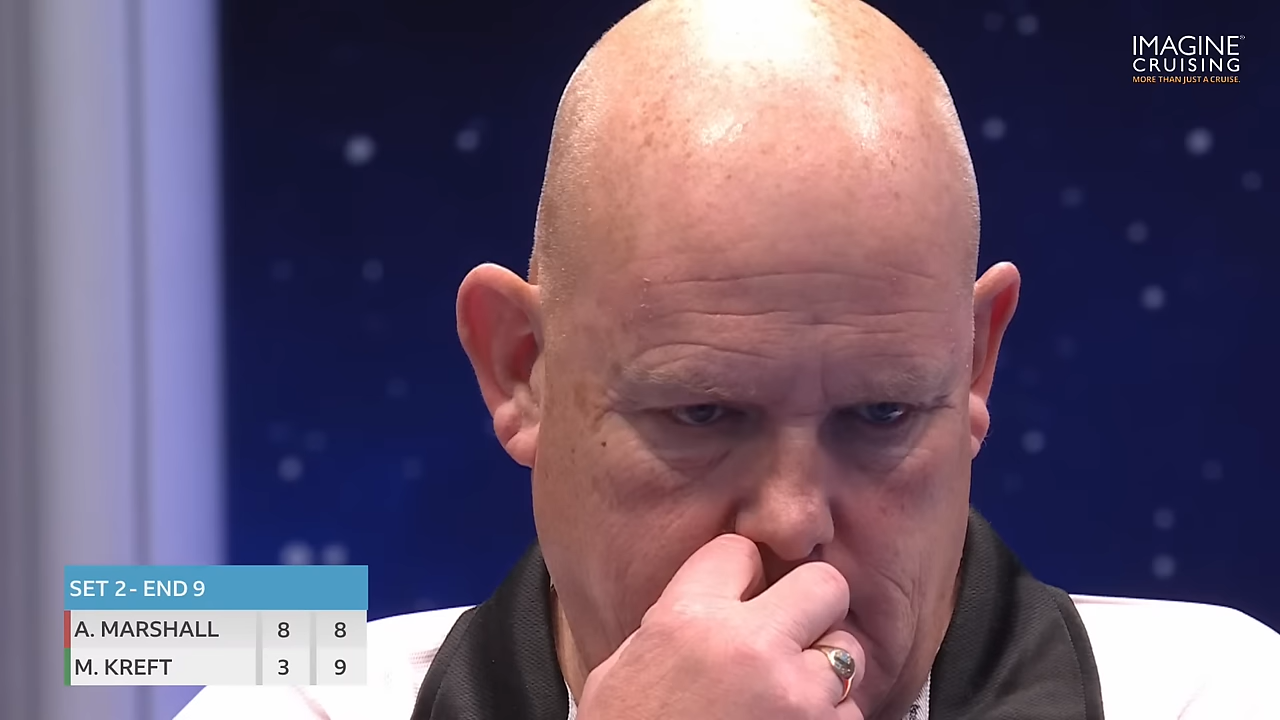 IMAGINE
CRUISING
MORE THAN JUST A CRUISE.
SET 2 - END 9
A. MARSHALL 8 8
M. KREFT 3 9